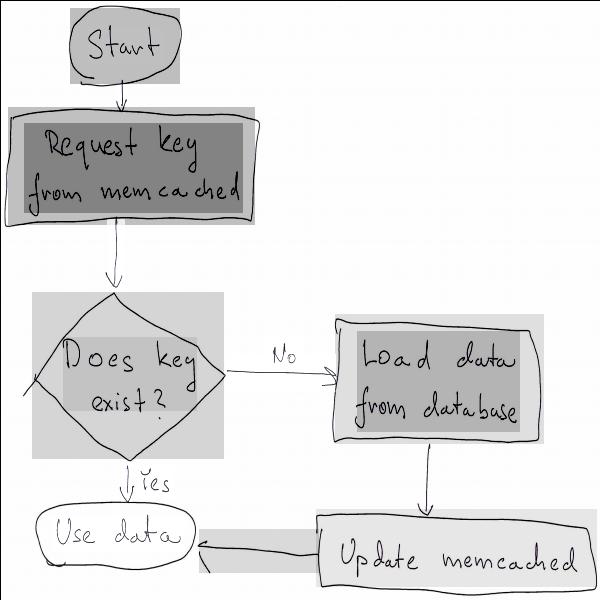 Start
Request key
from memcached
Does key
exist?
No
Load data
from database
Yes
Use data
Update memcached